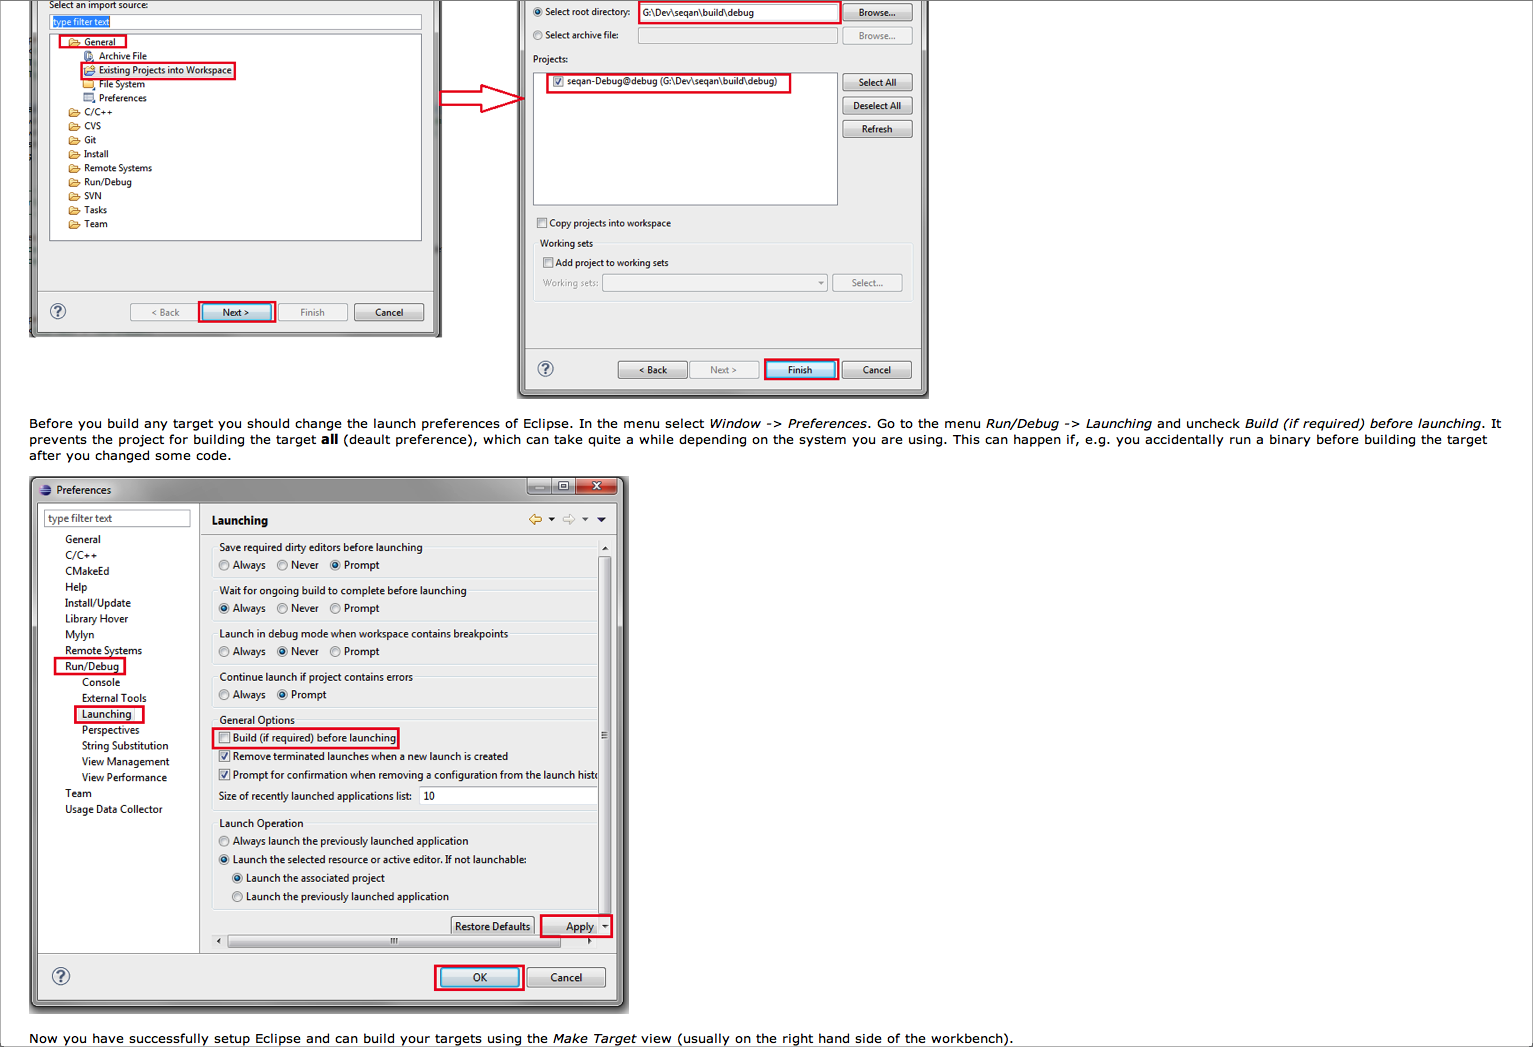 Select an import source:
type filter text
General
Archive File
Existing Projects into Workspace
File System
Preferences
C/C++
CVS
Git
Install
Remote Systems
Run/Debug
SVN
Tasks
Team
< Back
Next >
Finish
Cancel
Select root directory:
G:\Dev\seqan\build\debug
Browse...
Select archive file:
Browse...
Projects:
seqan-Debug@debug (G:\Dev\seqan\build\debug)
Select All
Deselect All
Refresh
Copy projects into workspace
Working sets
Add project to working sets
Working sets:
Select...
< Back
Next >
Finish
Cancel
Before you build any target you should change the launch preferences of Eclipse. In the menu select Window -> Preferences. Go to the menu Run/Debug -> Launching and uncheck Build (if required) before launching. It
prevents the project for building the target all (deault preference), which can take quite a while depending on the system you are using. This can happen if, e.g. you accidentally run a binary before building the target
after you changed some code.
Preferences
type filter text
General
C/C++
CMakeEd
Help
Install/Update
Library Hover
Mylyn
Remote Systems
Run/Debug
Console
External Tools
Launching
Perspectives
String Substitution
View Management
View Performance
Team
Usage Data Collector
Launching
Save required dirty editors before launching
Always Never Prompt
Wait for ongoing build to complete before launching
Always Never Prompt
Launch in debug mode when workspace contains breakpoints
Always Never Prompt
Continue launch if project contains errors
Always Prompt
General Options
Build (if required) before launching
Remove terminated launches when a new launch is created
Prompt for confirmation when removing a configuration from the launch histo
Size of recently launched applications list: 10
Launch Operation
Always launch the previously launched application
Launch the selected resource or active editor. If not launchable:
Launch the associated project
Launch the previously launched application
Restore Defaults Apply
OK Cancel
Now you have successfully setup Eclipse and can build your targets using the Make Target view (usually on the right hand side of the workbench).